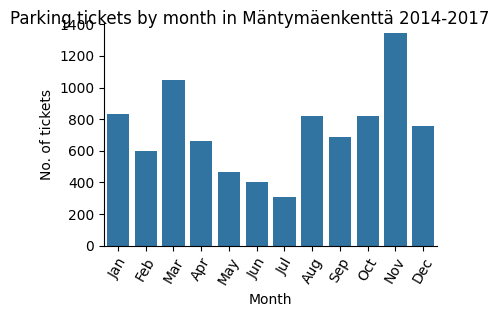 Parking tickets by month in Mäntymäenkenttä 2014-2017
1400
1200
1000
800
600
400
200
0
No. of tickets
Jan Feb Mar Apr May Jun Jul Aug Sep Oct Nov Dec
Month